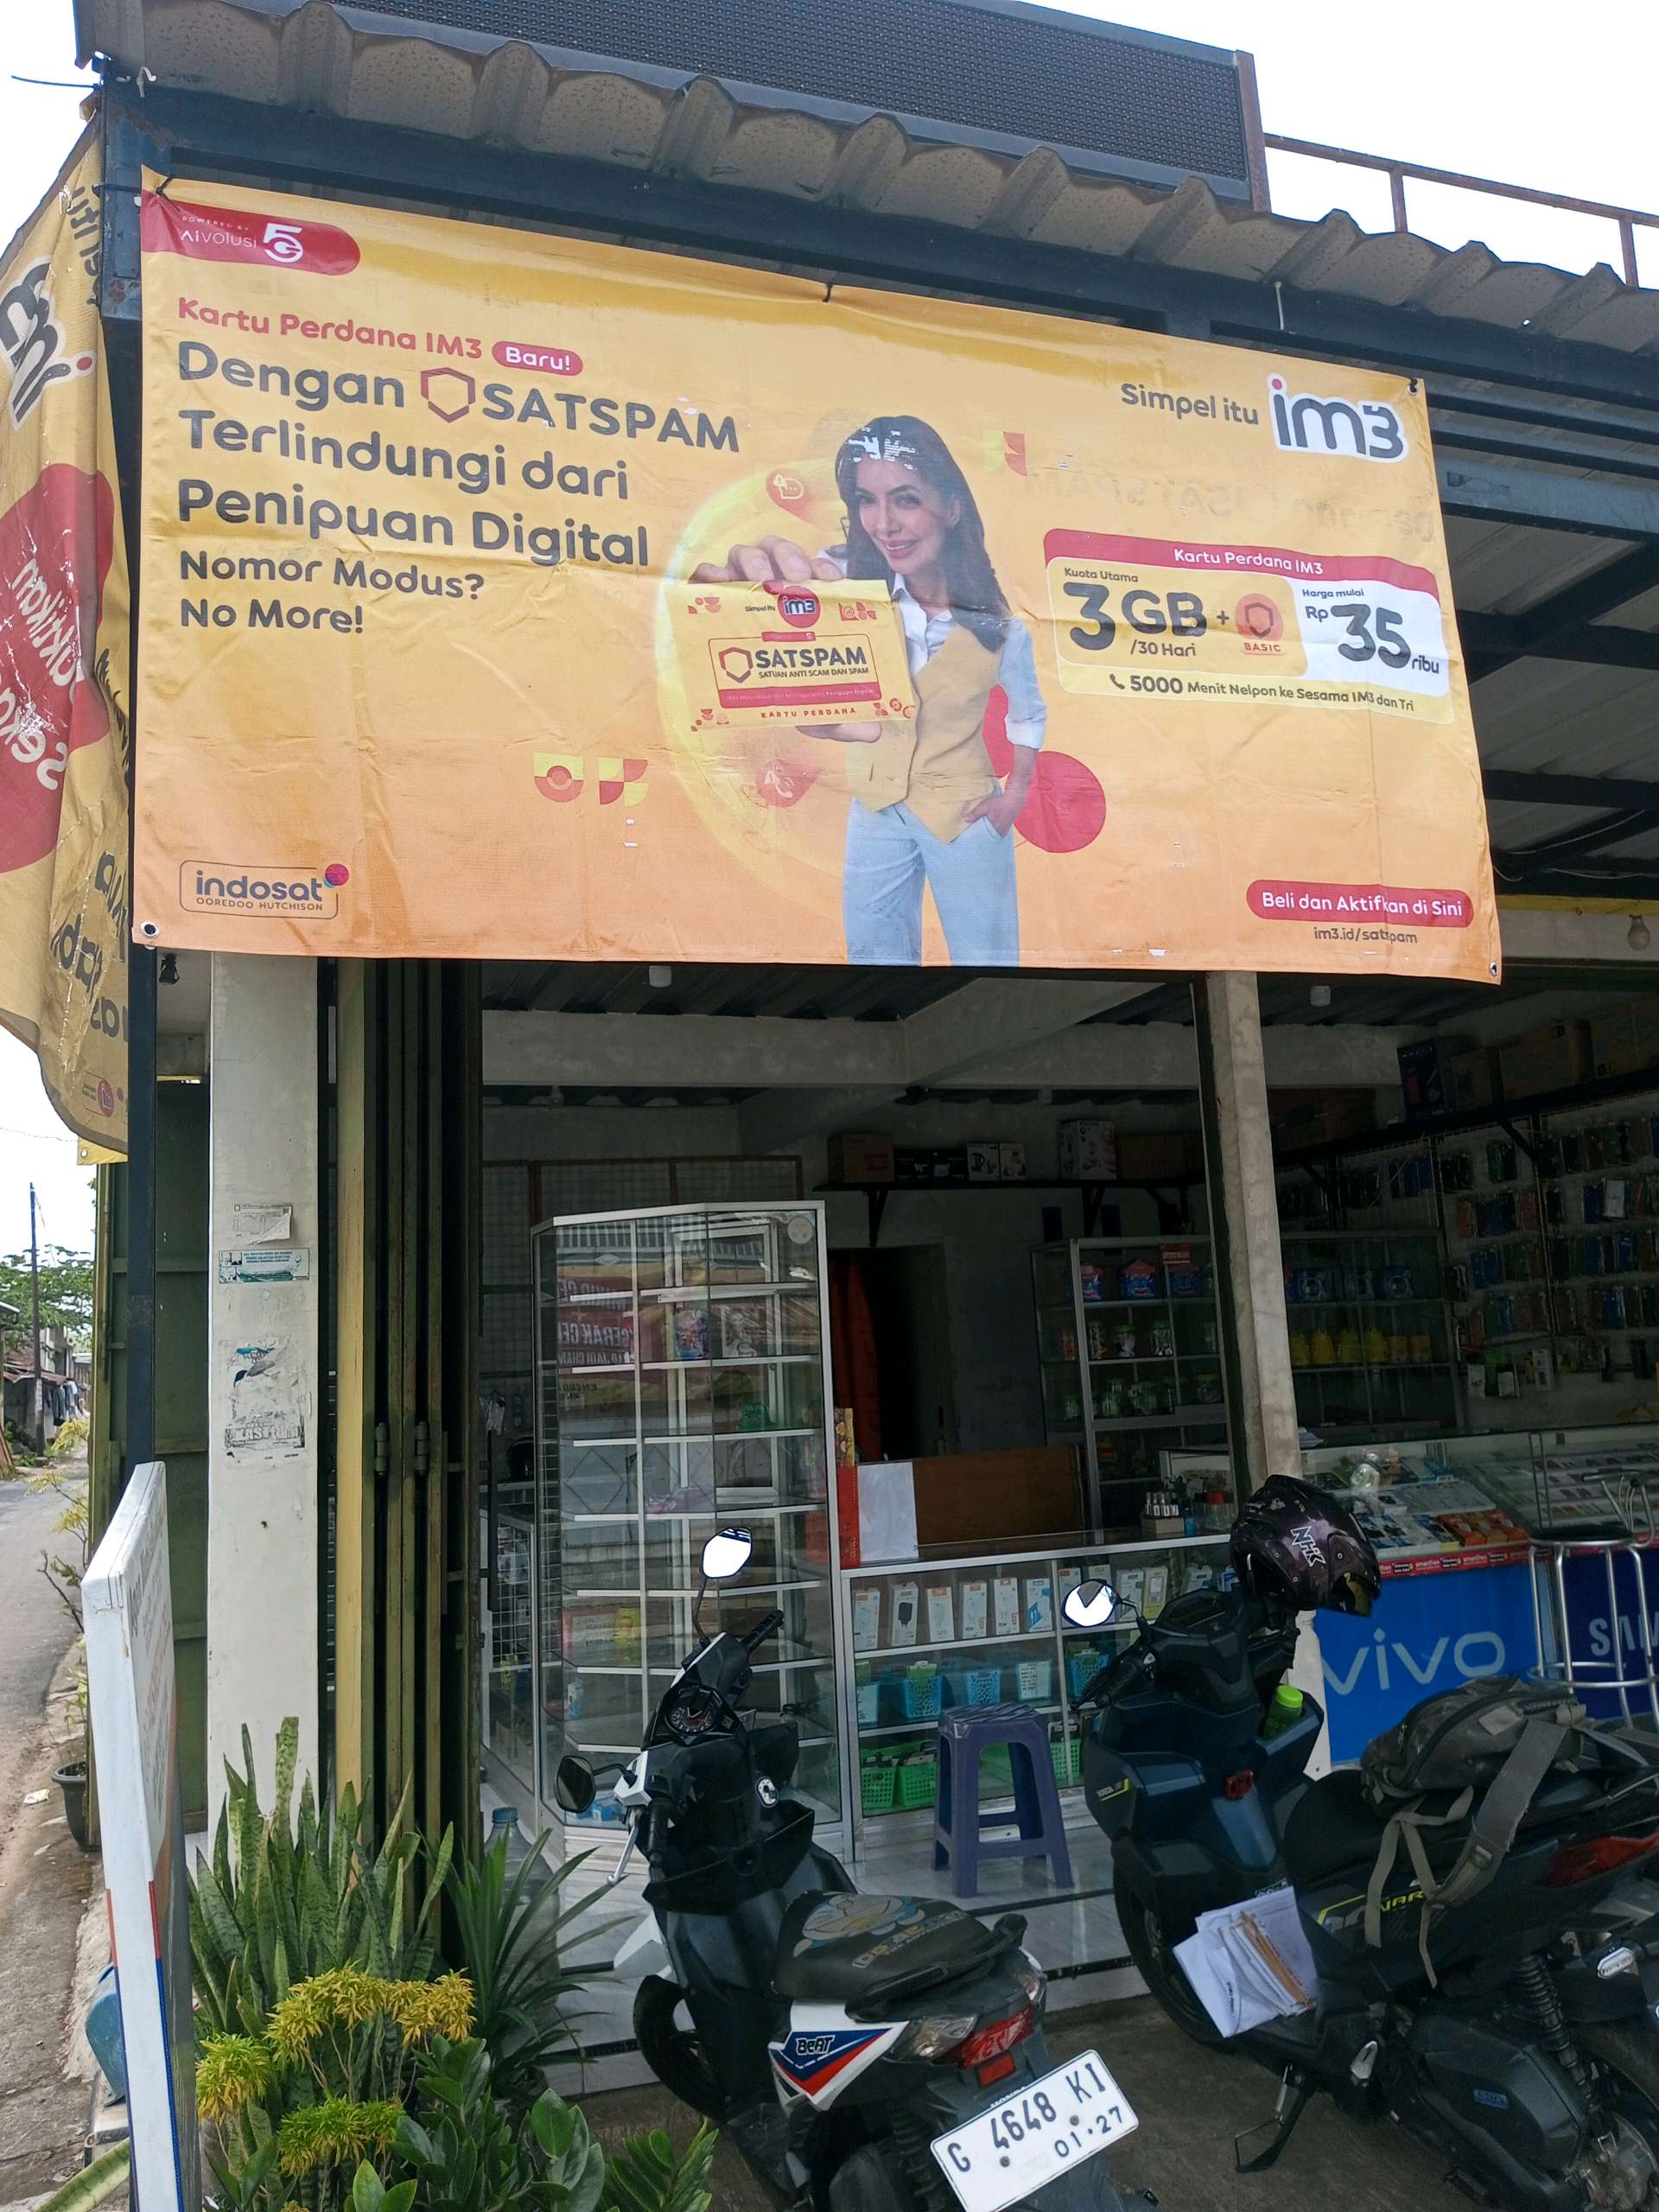 POWERED BY
AIvolusi 5G
Kartu Perdana IM3 Baru!
Dengan SATSPAM
Terlindungi dari
Penipuan Digital
Nomor Modus?
No More!
Simpel itu im3
Simpel itu im3
SATSPAM
SATUAN ANTI SCAM DAN SPAM
KARTU PERDANA
Kartu Perdana IM3
Kuota Utama
3 GB
/30 Hari
+
BASIC
Harga mulai
Rp 35 ribu
5000 Menit Nelpon ke Sesama IM3 dan Tri
indosat
OOREDOO HUTCHISON
Beli dan Aktifkan di Sini
im3.id/satspam
NHK
vivo
BeAT
G 4648 KI
01·27